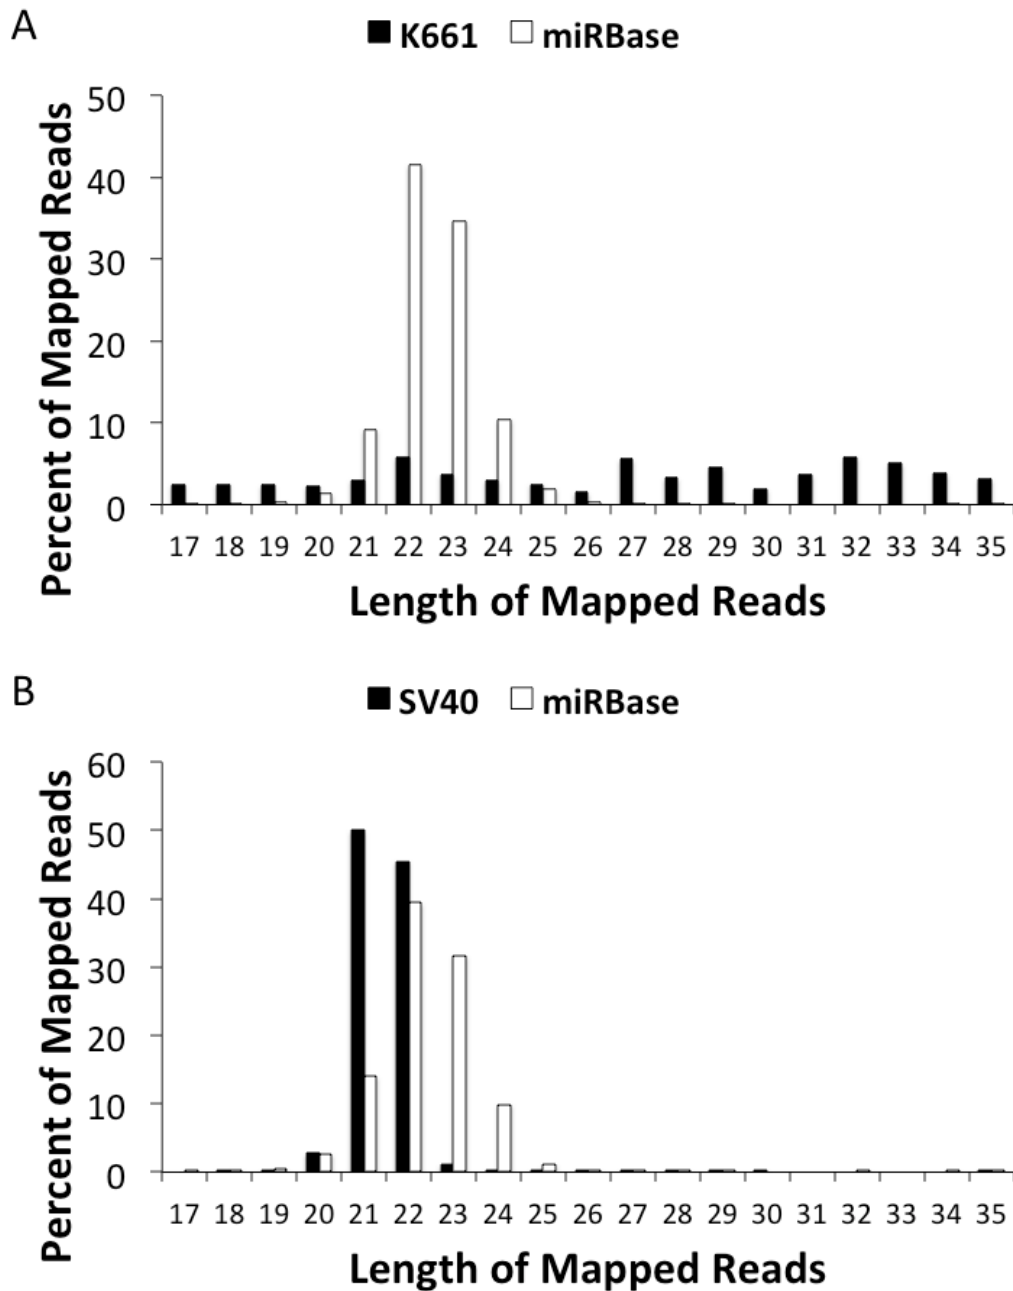 A
K661 miRBase
Percent of Mapped Reads
50
40
30
20
10
0
17 18 19 20 21 22 23 24 25 26 27 28 29 30 31 32 33 34 35
Length of Mapped Reads
B
SV40 miRBase
Percent of Mapped Reads
60
50
40
30
20
10
0
17 18 19 20 21 22 23 24 25 26 27 28 29 30 31 32 33 34 35
Length of Mapped Reads